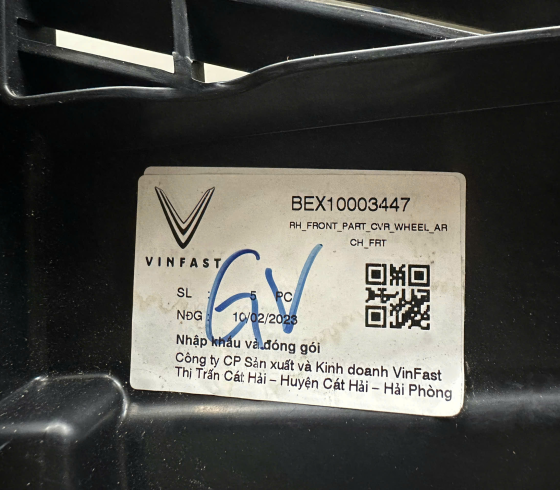 BEX10003447
RH_FRONT_PART_CVR_WHEEL_AR
CH_FRT
VINFAST
SL : 5 PC
NĐG : 10/02/2023
GV
Nhập khẩu và đóng gói
Công ty CP Sản xuất và Kinh doanh VinFast
Thị Trấn Cát Hải – Huyện Cát Hải – Hải Phòng